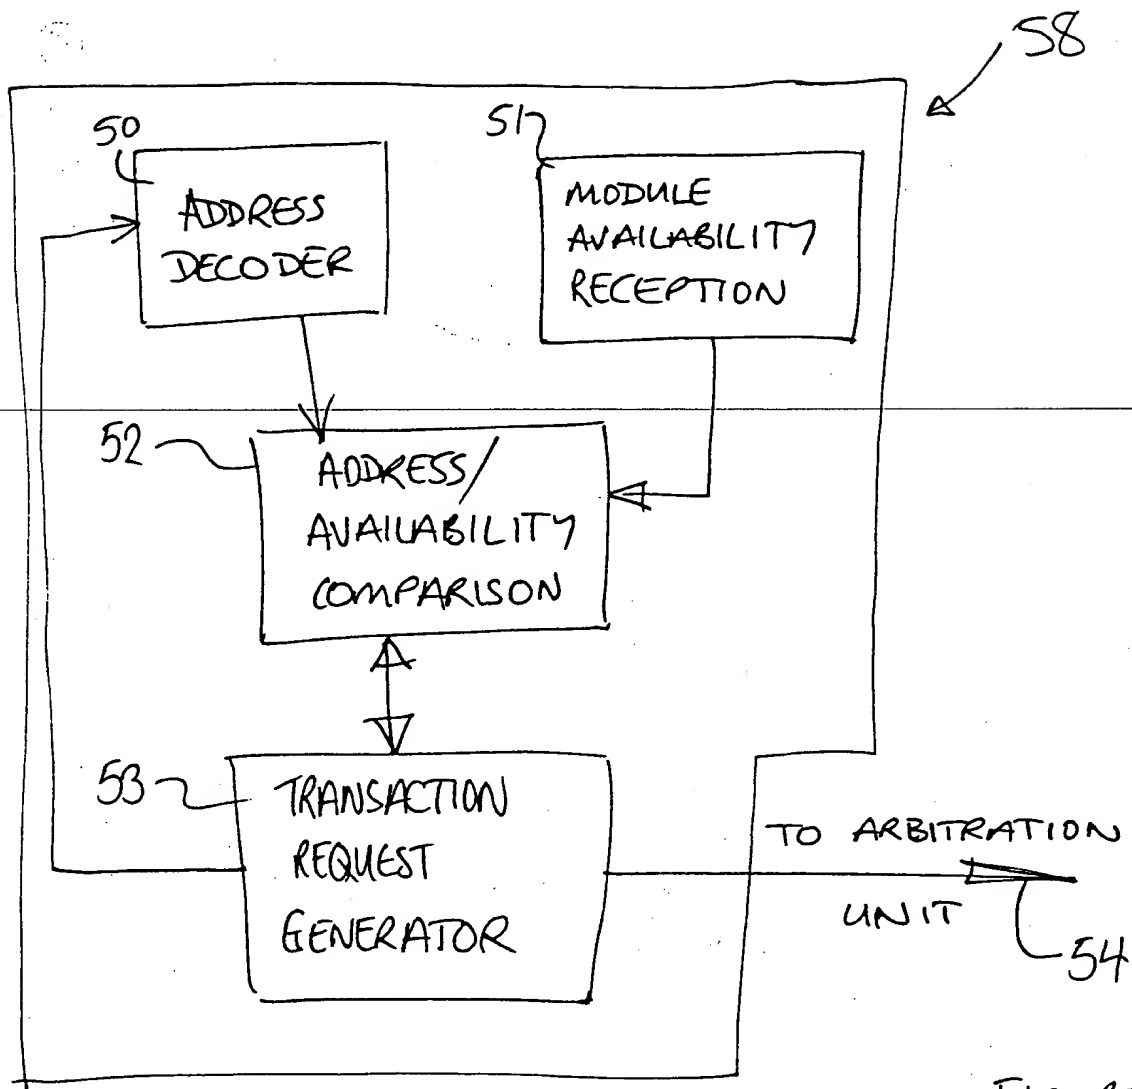 58
50
ADDRESS
DECODER
51
MODULE
AVAILABILITY
RECEPTION
52
ADDRESS/
AVAILABILITY
COMPARISON
53
TRANSACTION
REQUEST
GENERATOR
TO ARBITRATION
UNIT
54